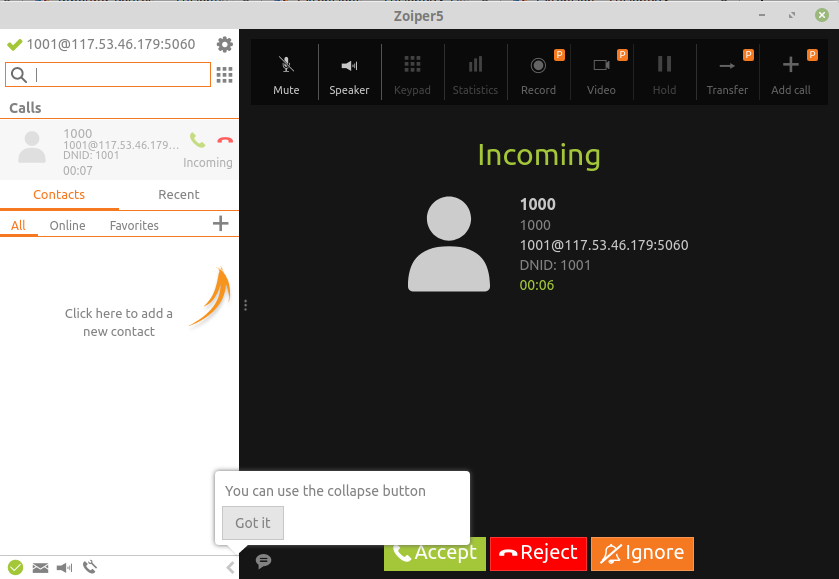 Zoiper5
1001@117.53.46.179:5060
Calls
1000
1001@117.53.46.179...
DNID: 1001
00:07
Incoming
Contacts Recent
All Online Favorites
Click here to add a
new contact
Mute Speaker Keypad Statistics Record Video Hold Transfer Add call
P P P P
Incoming
1000
1000
1001@117.53.46.179:5060
DNID: 1001
00:06
You can use the collapse button
Got it
Accept Reject Ignore